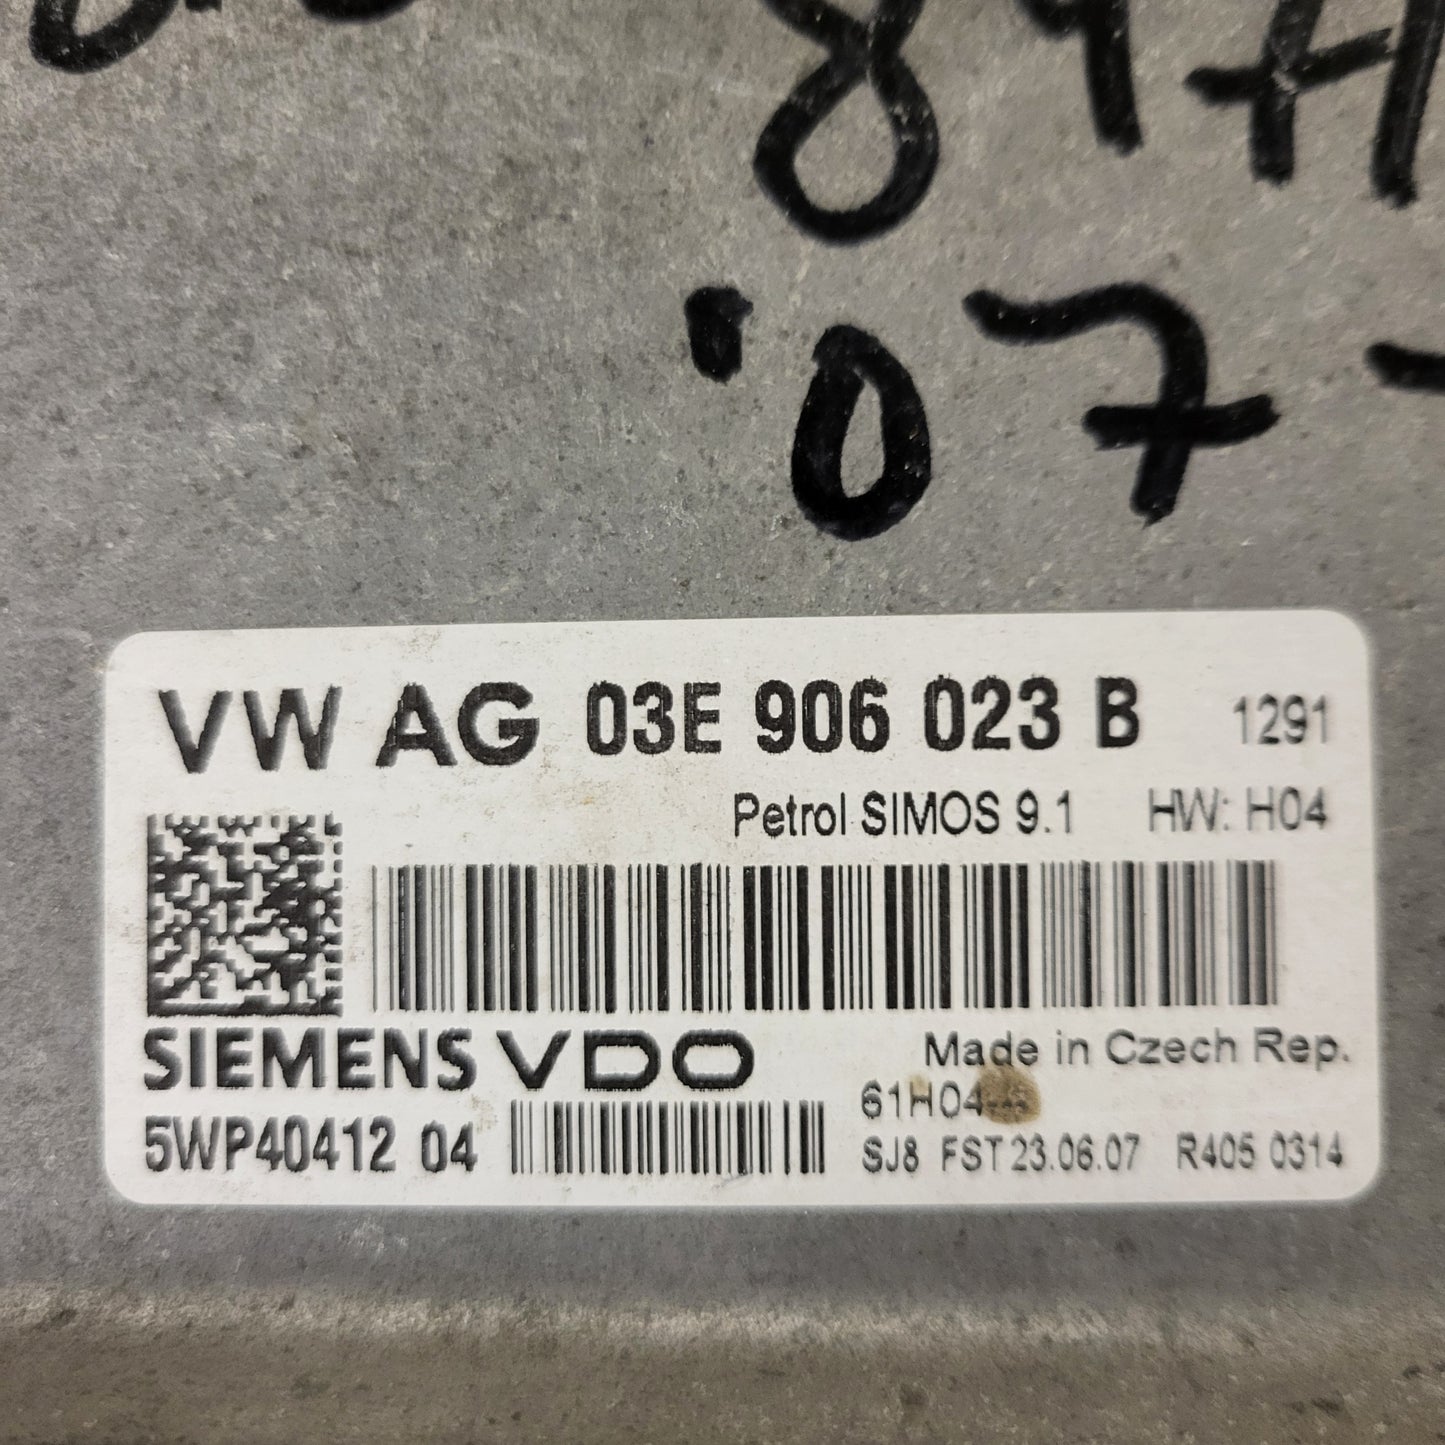 '07
VW AG 03E 906 023 B 1291
Petrol SIMOS 9.1 HW: H04
SIEMENS VDO
Made in Czech Rep.
5WP40412 04
SJ8 FST 23.06.07 R405 0314